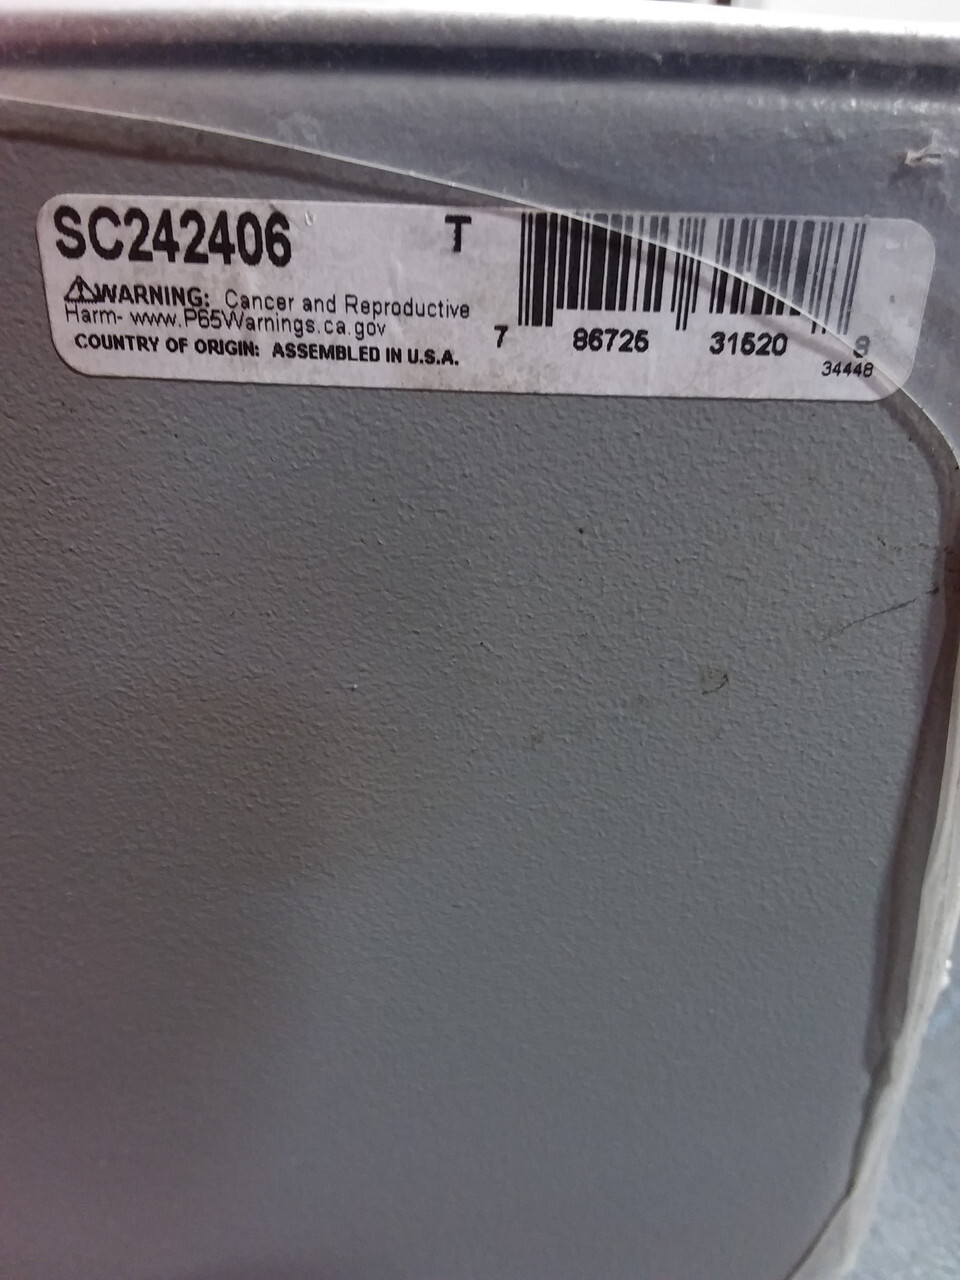 SC242406 T
⚠WARNING: Cancer and Reproductive
Harm- www.P65Warnings.ca.gov
COUNTRY OF ORIGIN: ASSEMBLED IN U.S.A.
7 86725 31520 9
34448